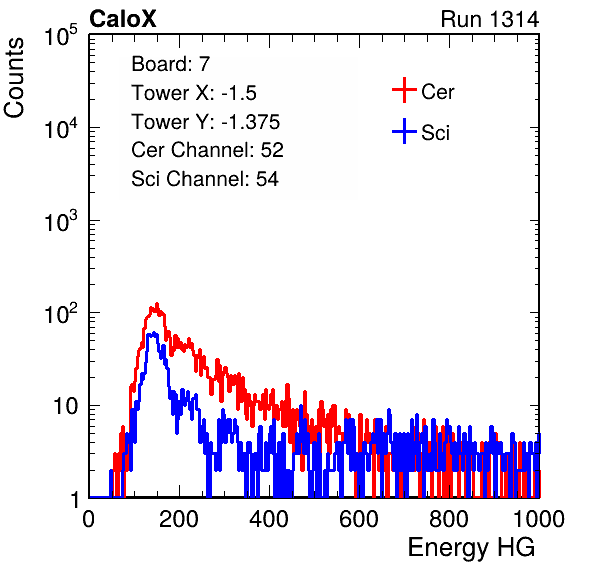 CaloX Run 1314
Board: 7
Tower X: -1.5
Tower Y: -1.375
Cer Channel: 52
Sci Channel: 54
Cer
Sci
Counts
10^5
10^4
10^3
10^2
10
1
0 200 400 600 800 1000
Energy HG